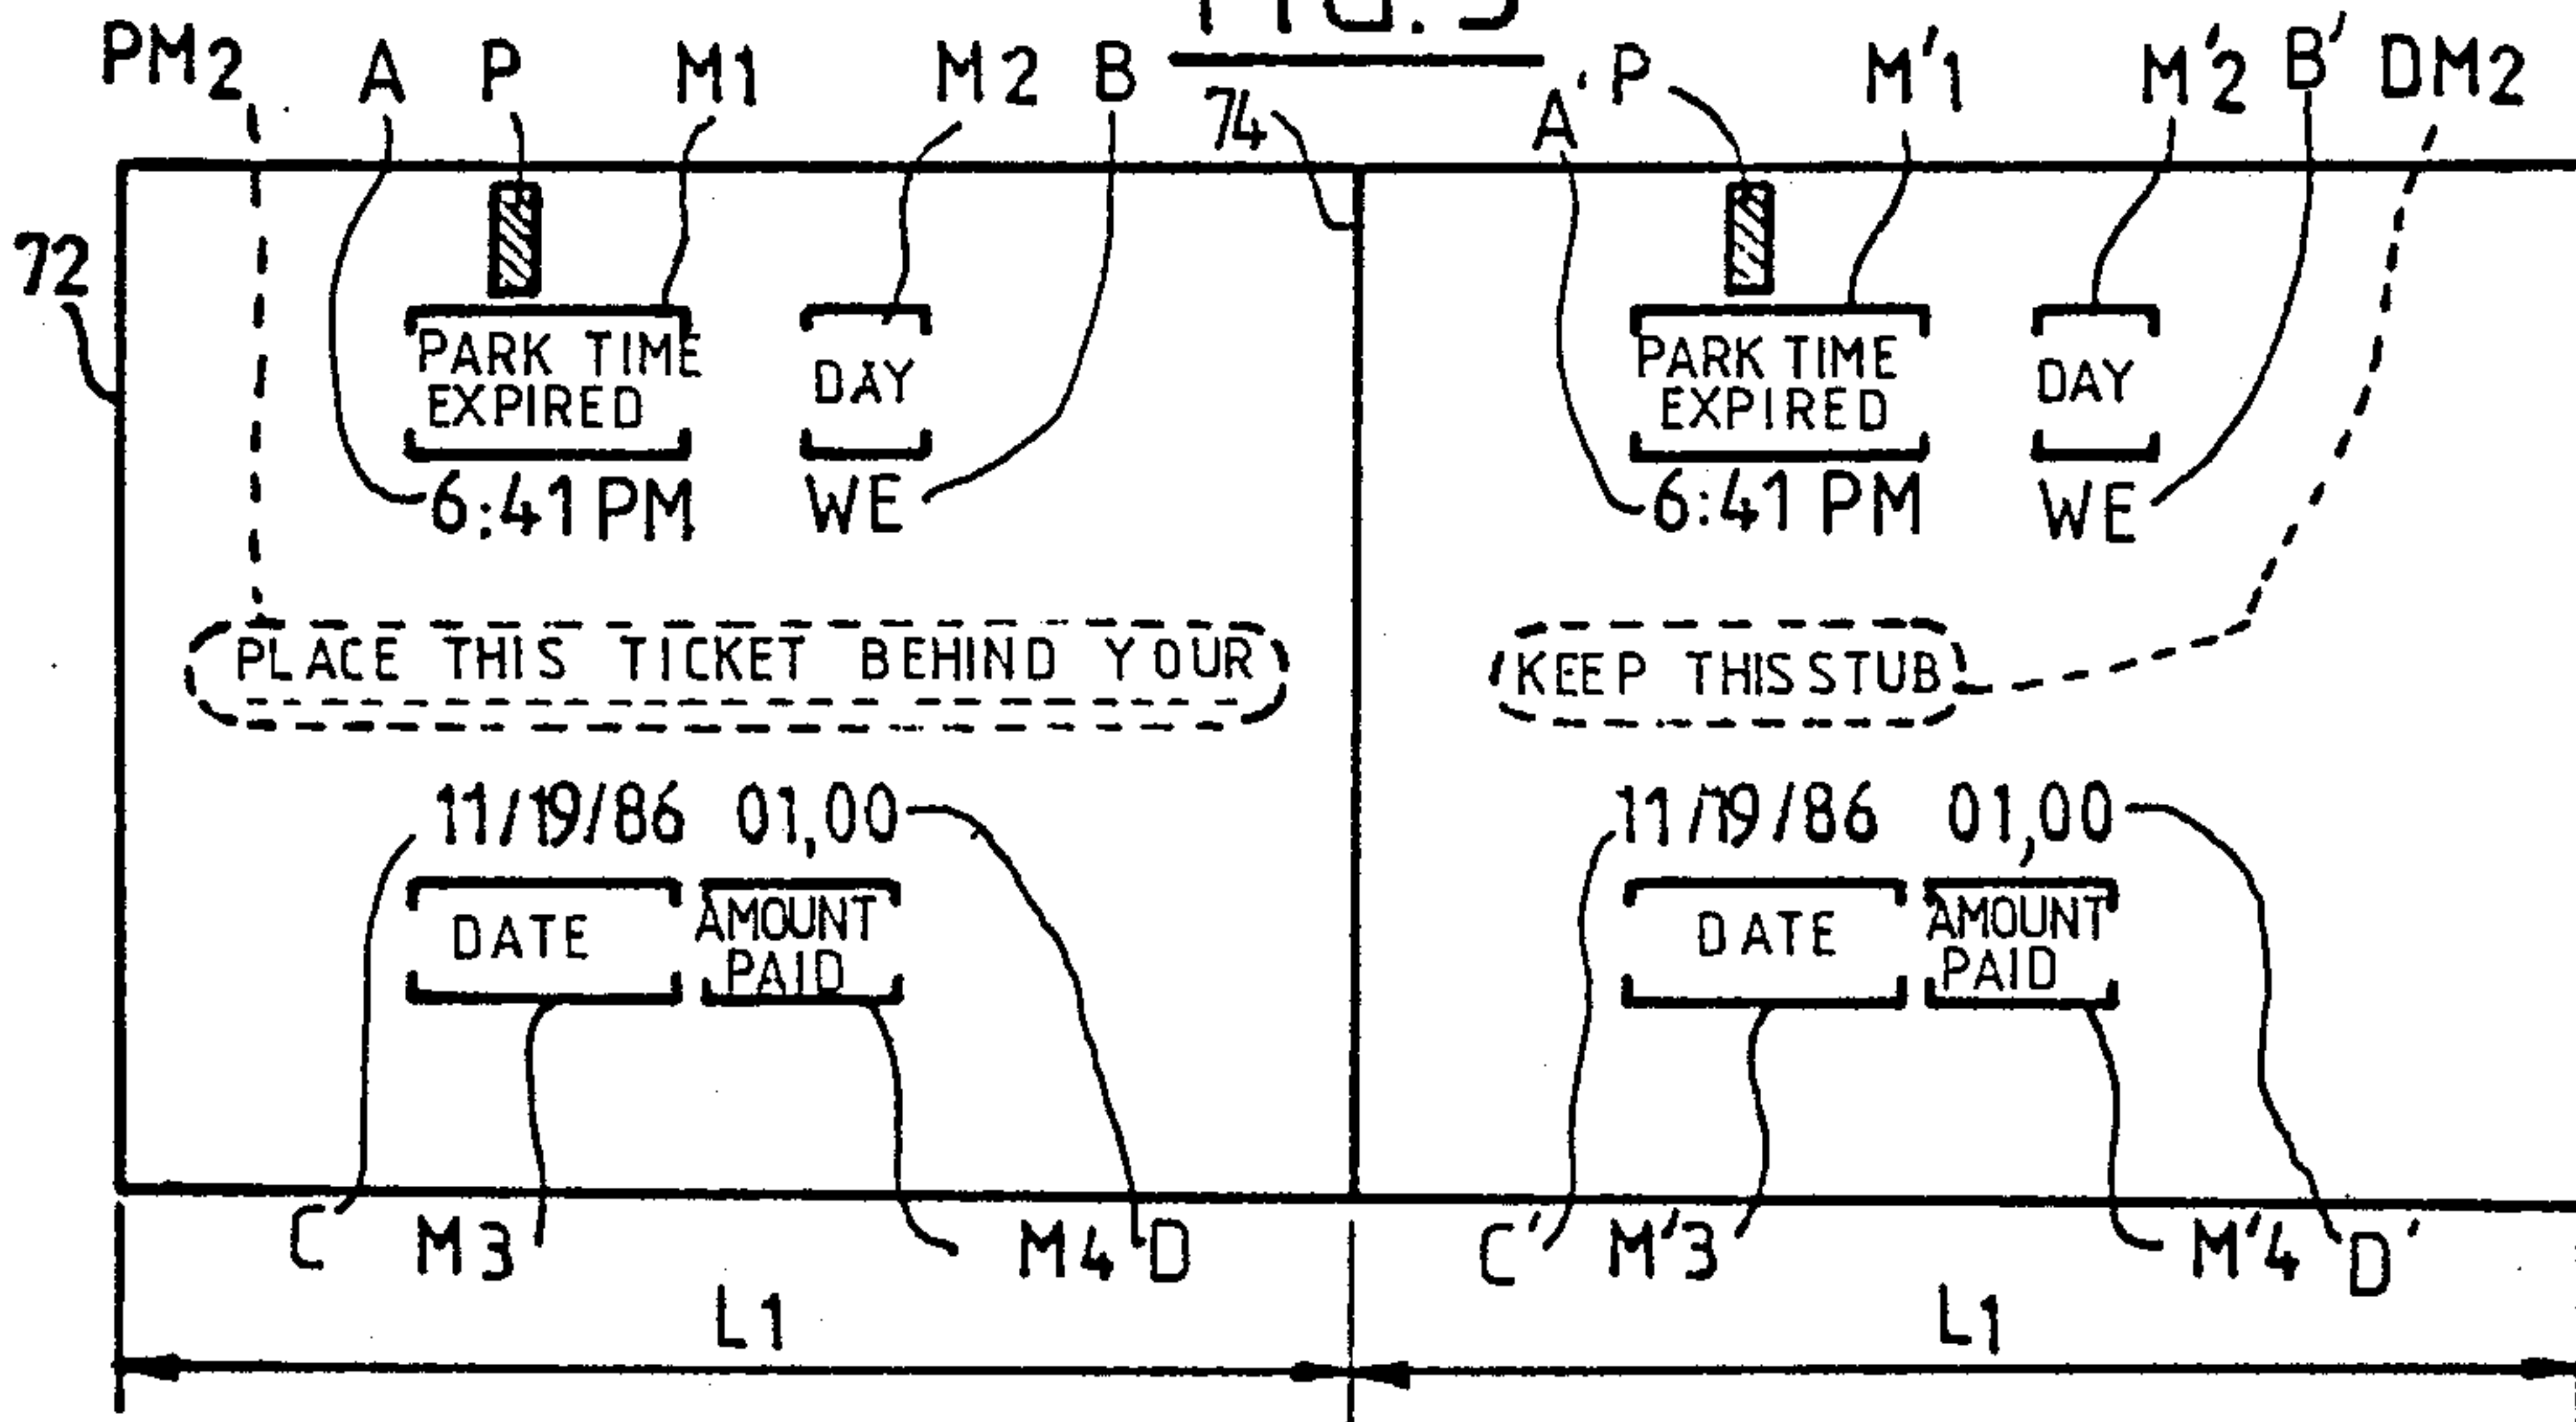 FIG. 5
PM2 A P M1 M2 B 74 A' P M'1 M'2 B' DM2
72
PARK TIME EXPIRED DAY PARK TIME EXPIRED DAY
6:41 PM WE 6:41 PM WE
PLACE THIS TICKET BEHIND YOUR KEEP THIS STUB
11/19/86 01,00 11/19/86 01,00
DATE AMOUNT PAID DATE AMOUNT PAID
C M3 M4 D C' M'3 M'4 D'
L1 L1